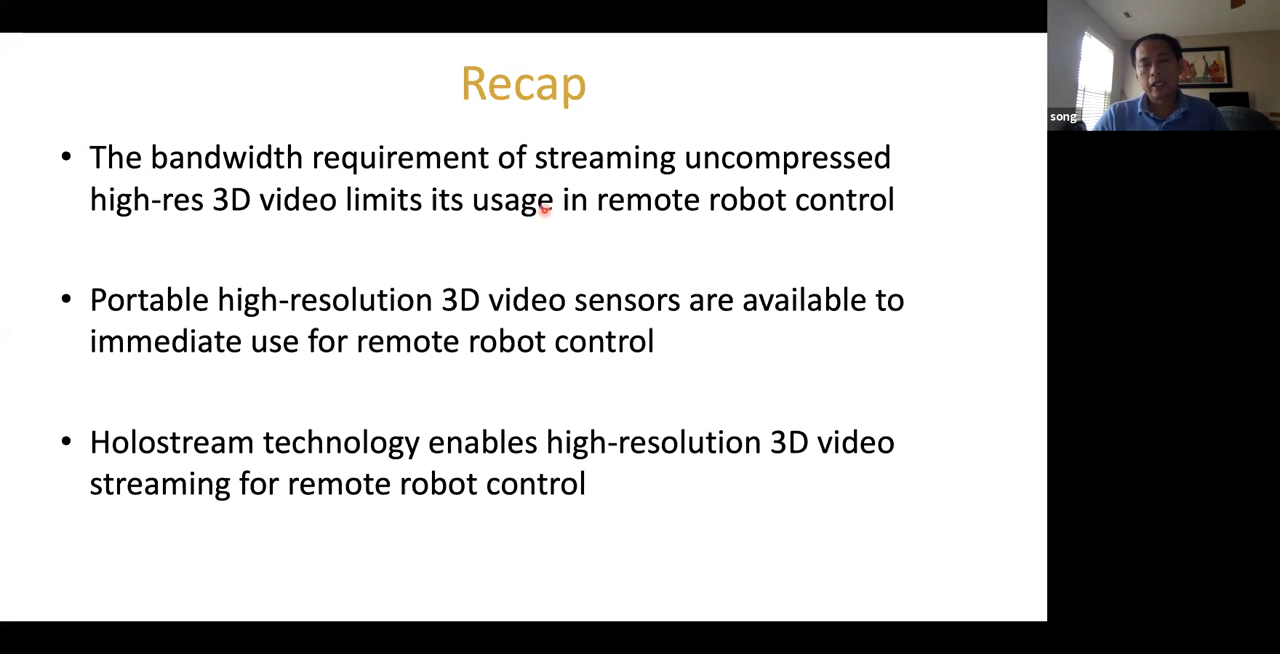 Recap
• The bandwidth requirement of streaming uncompressed
high-res 3D video limits its usage in remote robot control
• Portable high-resolution 3D video sensors are available to
immediate use for remote robot control
• Holostream technology enables high-resolution 3D video
streaming for remote robot control
song